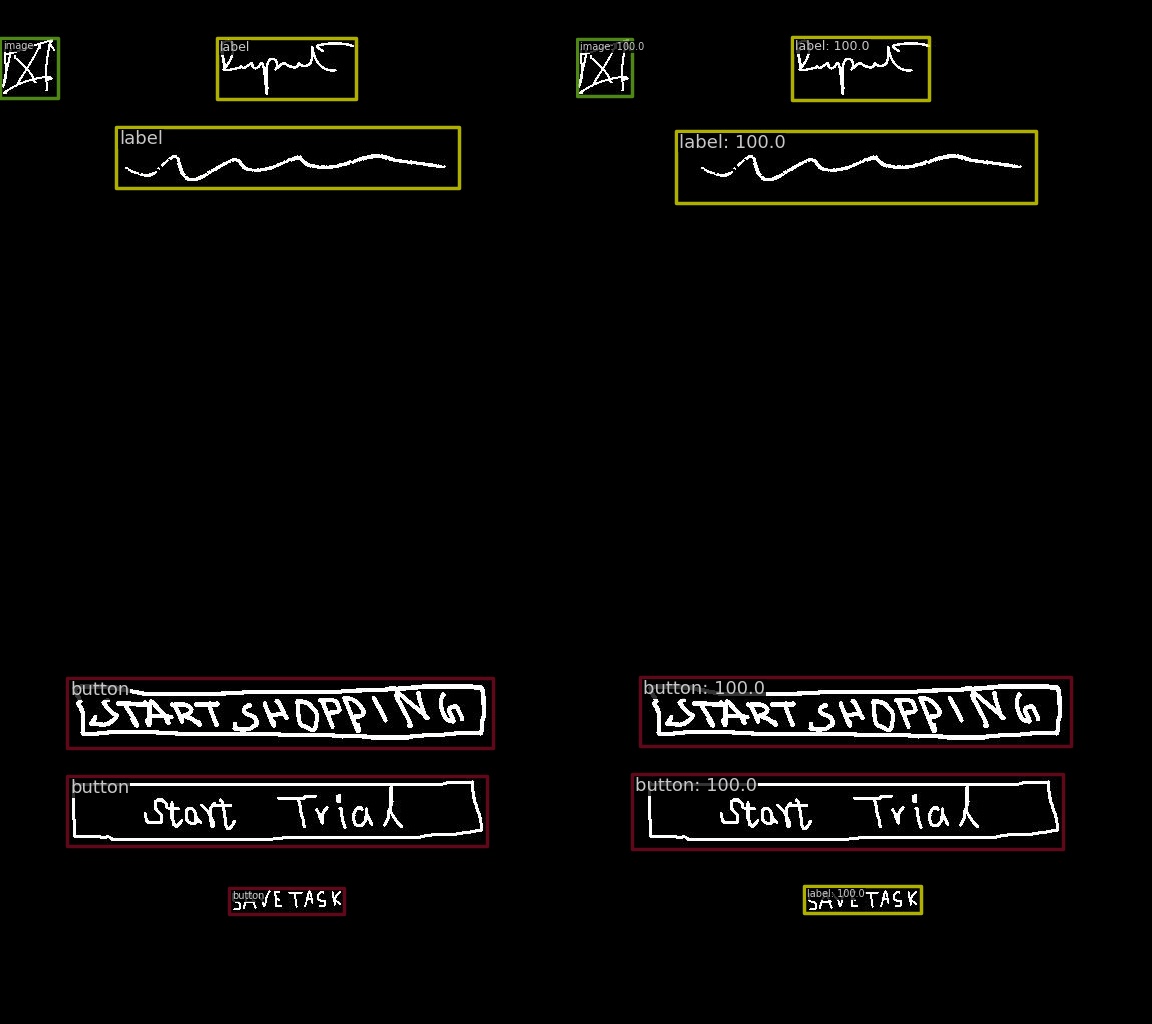 image label image: 100.0 label: 100.0
label label: 100.0
button button: 100.0
START SHOPPING START SHOPPING
button button: 100.0
Start Trial Start Trial
button label: 100.0
SAVE TASK SAVE TASK